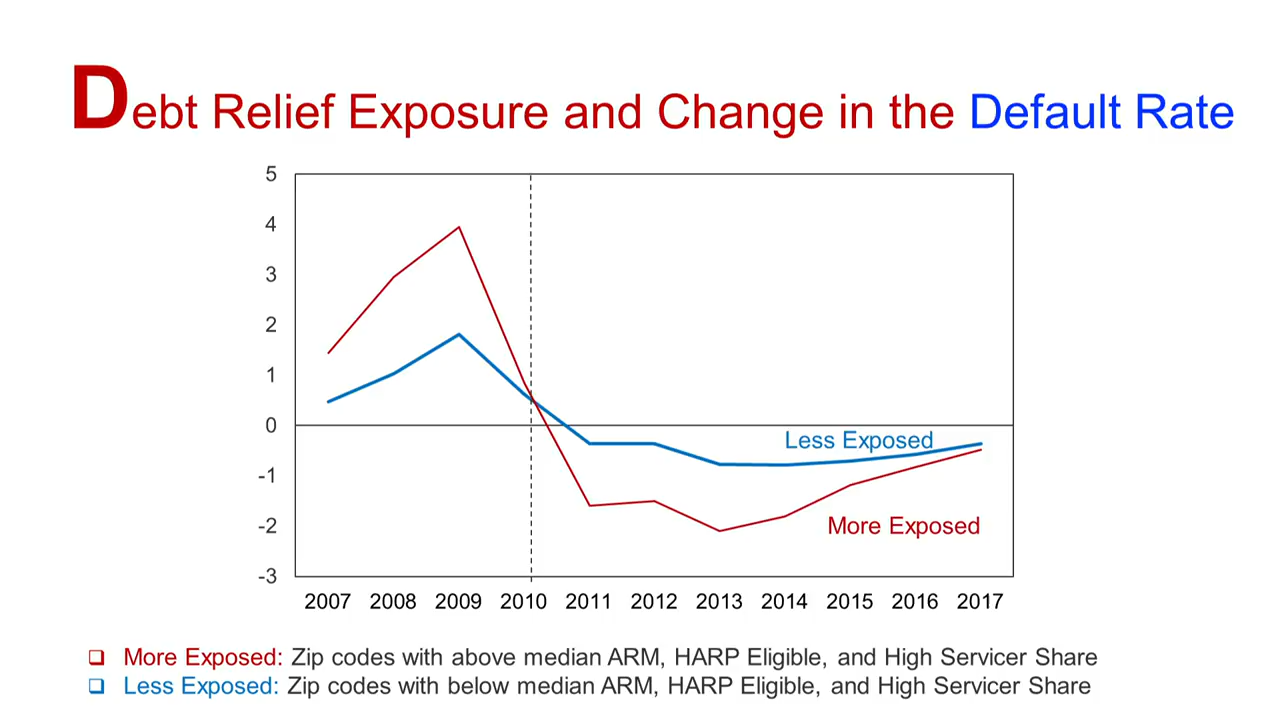 Debt Relief Exposure and Change in the Default Rate
5
4
3
2
1
0
-1
-2
-3
Less Exposed
More Exposed
2007 2008 2009 2010 2011 2012 2013 2014 2015 2016 2017
❑ More Exposed: Zip codes with above median ARM, HARP Eligible, and High Servicer Share
❑ Less Exposed: Zip codes with below median ARM, HARP Eligible, and High Servicer Share